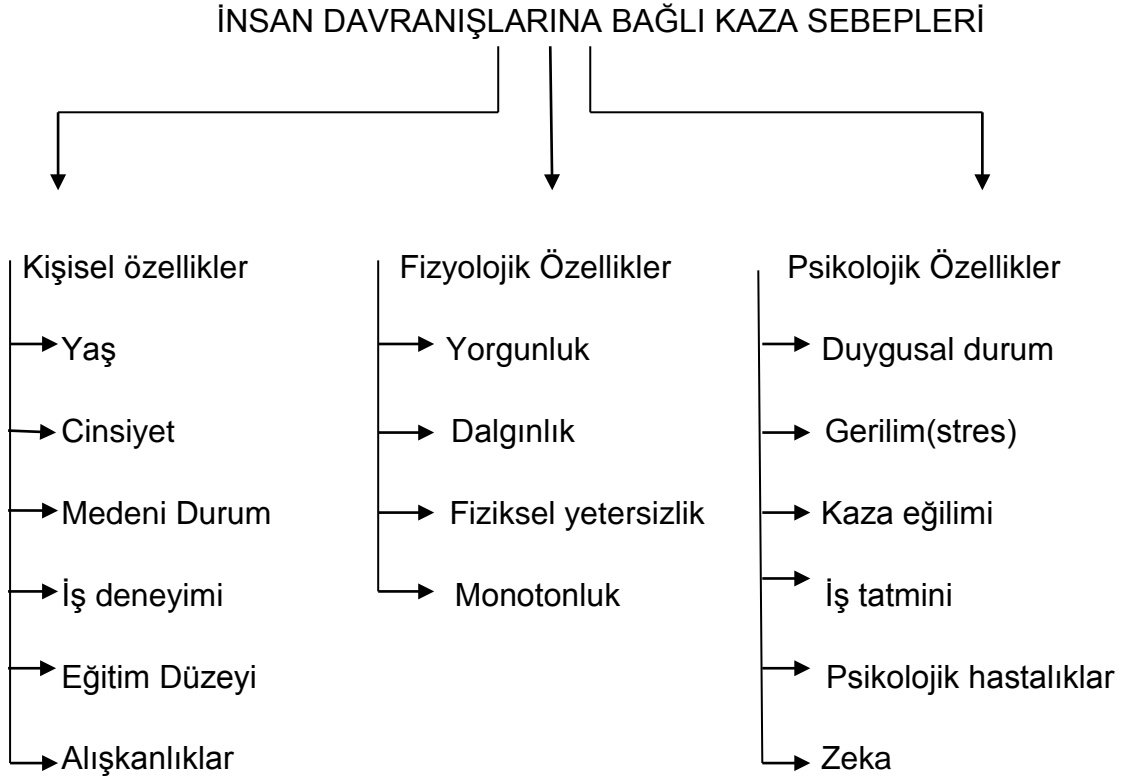 İNSAN DAVRANIŞLARINA BAĞLI KAZA SEBEPLERİ
Kişisel özellikler
Yaş
Cinsiyet
Medeni Durum
İş deneyimi
Eğitim Düzeyi
Alışkanlıklar
Fizyolojik Özellikler
Yorgunluk
Dalgınlık
Fiziksel yetersizlik
Monotonluk
Psikolojik Özellikler
Duygusal durum
Gerilim(stres)
Kaza eğilimi
İş tatmini
Psikolojik hastalıklar
Zeka